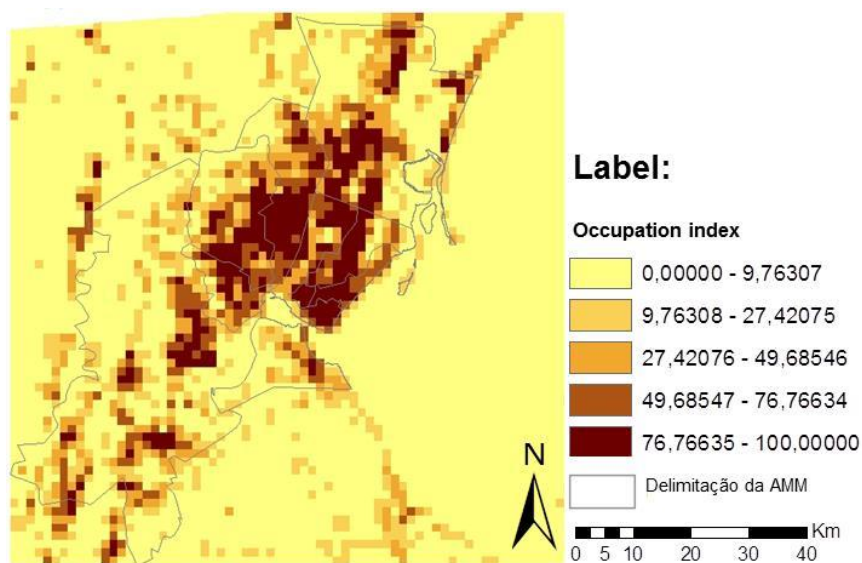 Label:
Occupation index
0,00000 - 9,76307
9,76308 - 27,42075
27,42076 - 49,68546
49,68547 - 76,76634
76,76635 - 100,00000
Delimitação da AMM
N
Km
0 5 10 20 30 40